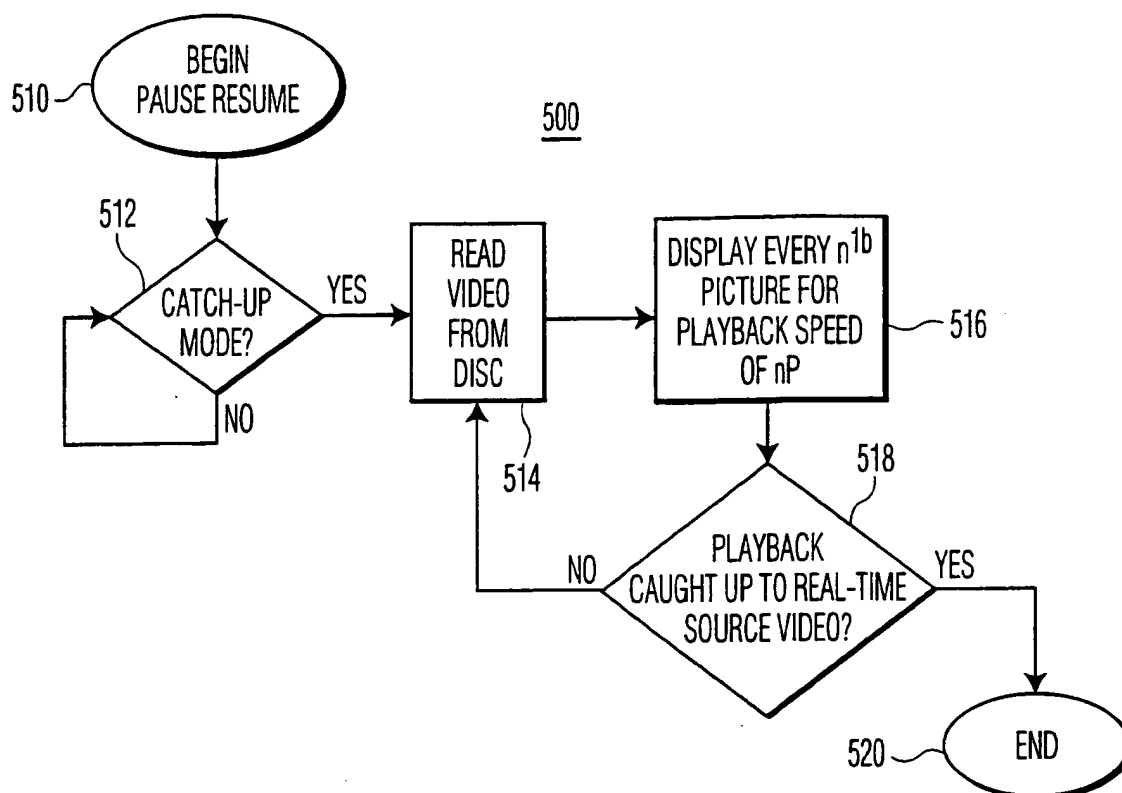 BEGIN
PAUSE RESUME
510
500
512
CATCH-UP
MODE?
YES
NO
READ
VIDEO
FROM
DISC
514
DISPLAY EVERY n^1b
PICTURE FOR
PLAYBACK SPEED
OF nP
516
518
PLAYBACK
CAUGHT UP TO REAL-TIME
SOURCE VIDEO?
NO
YES
520
END